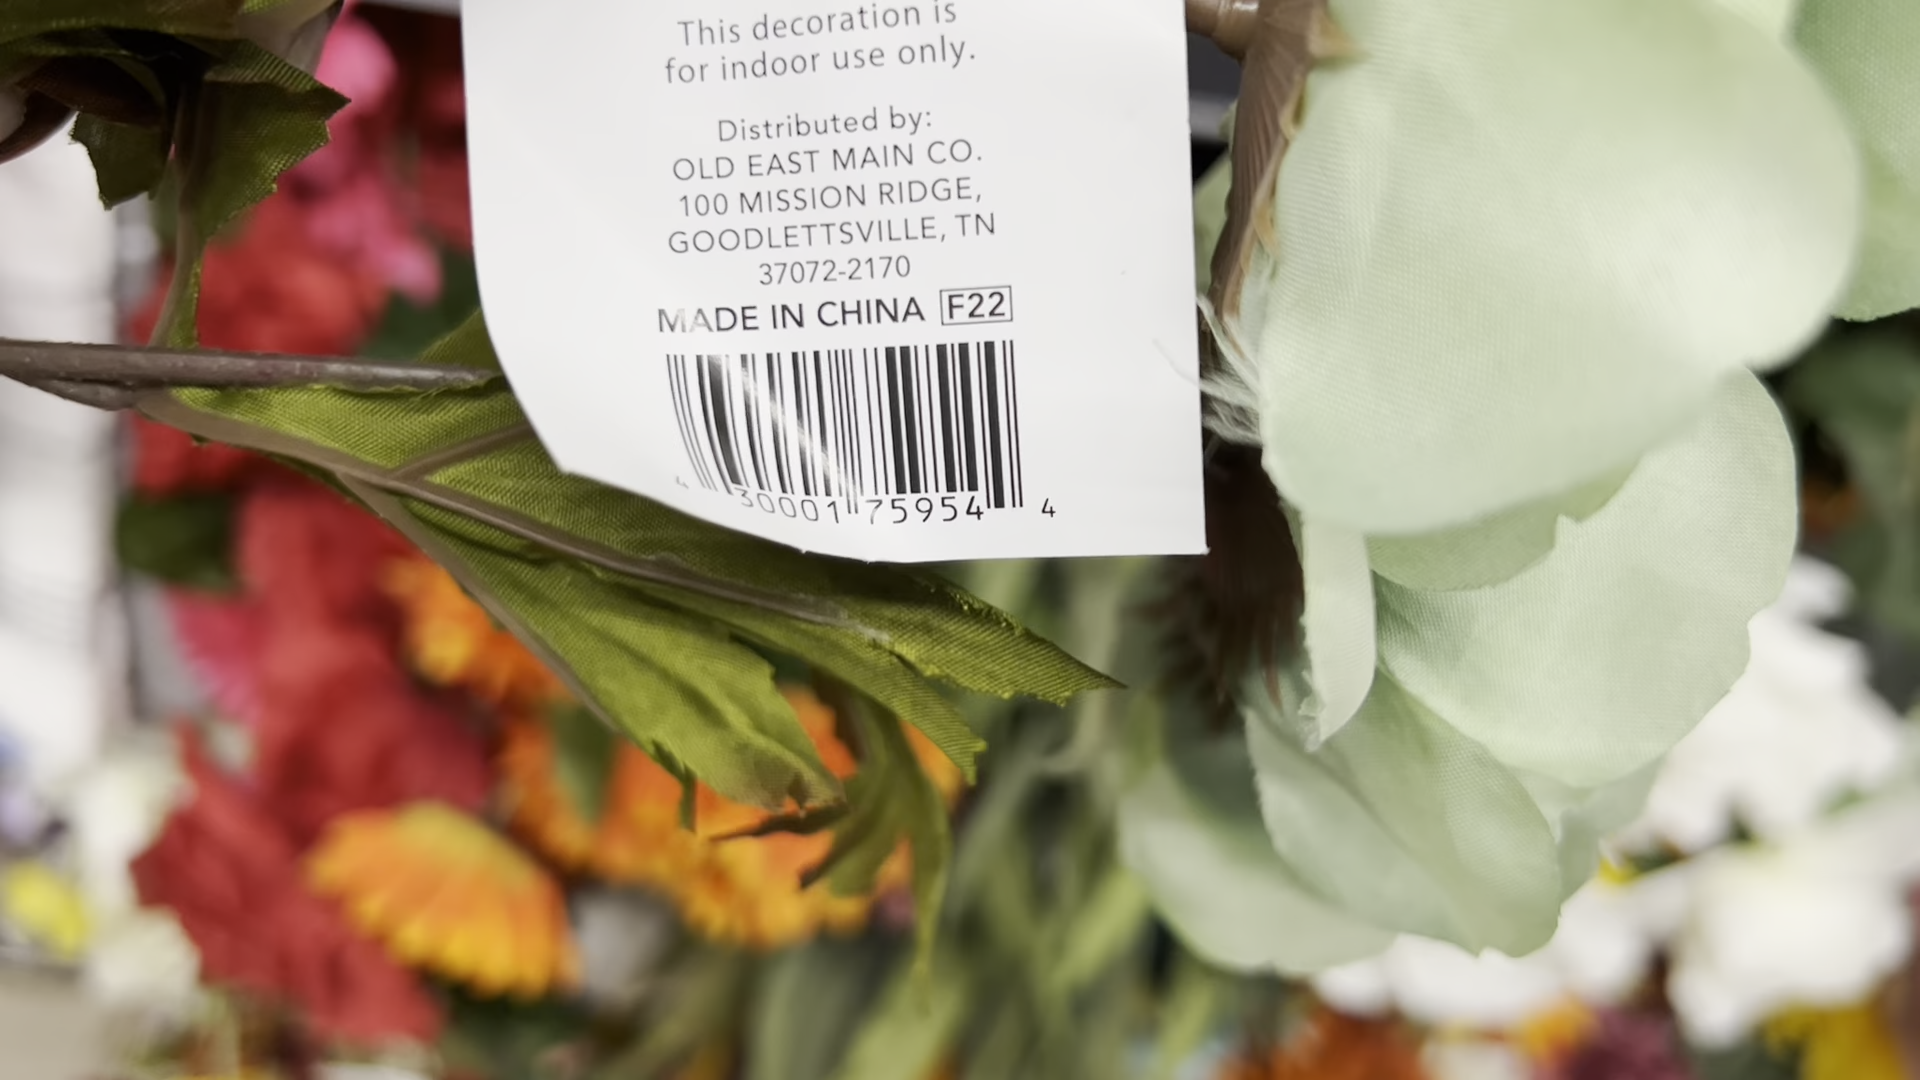 This decoration is
for indoor use only.
Distributed by:
OLD EAST MAIN CO.
100 MISSION RIDGE,
GOODLETTSVILLE, TN
37072-2170
MADE IN CHINA F22
4 30001 75954 4